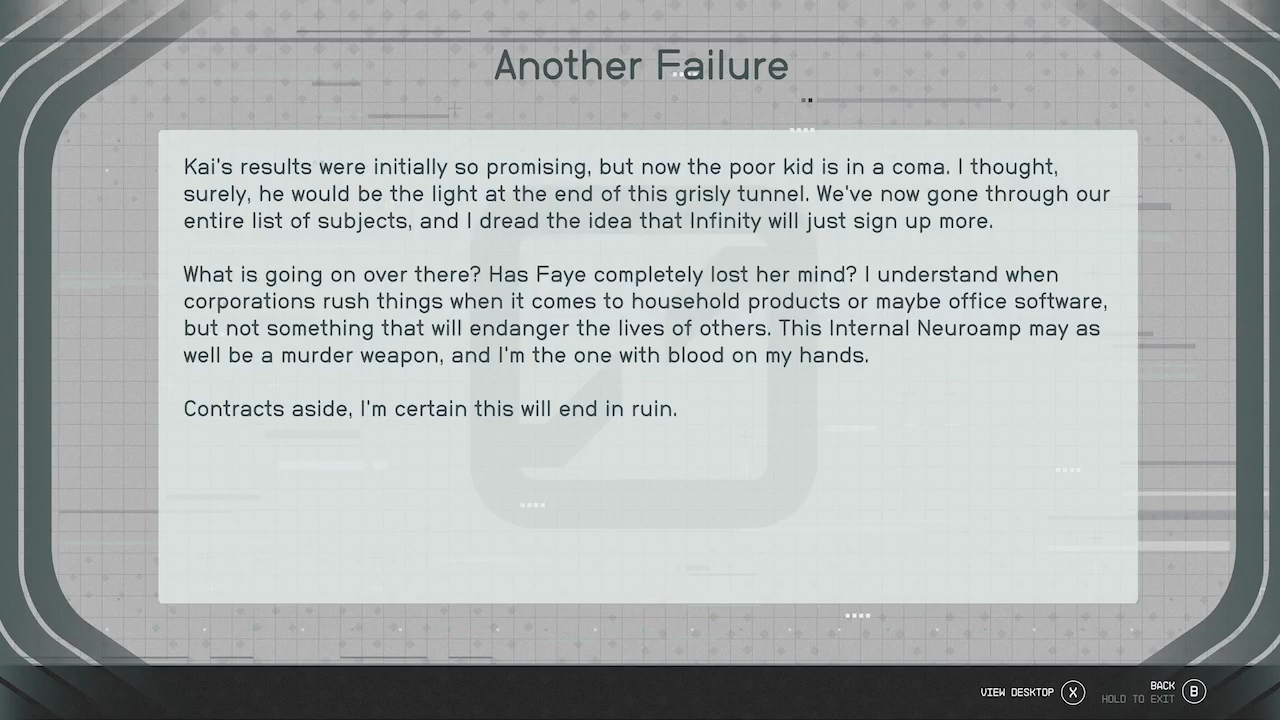 Another Failure
Kai's results were initially so promising, but now the poor kid is in a coma. I thought,
surely, he would be the light at the end of this grisly tunnel. We've now gone through our
entire list of subjects, and I dread the idea that Infinity will just sign up more.
What is going on over there? Has Faye completely lost her mind? I understand when
corporations rush things when it comes to household products or maybe office software,
but not something that will endanger the lives of others. This Internal Neuroamp may as
well be a murder weapon, and I'm the one with blood on my hands.
Contracts aside, I'm certain this will end in ruin.
VIEW DESKTOP X
BACK B
HOLD TO EXIT